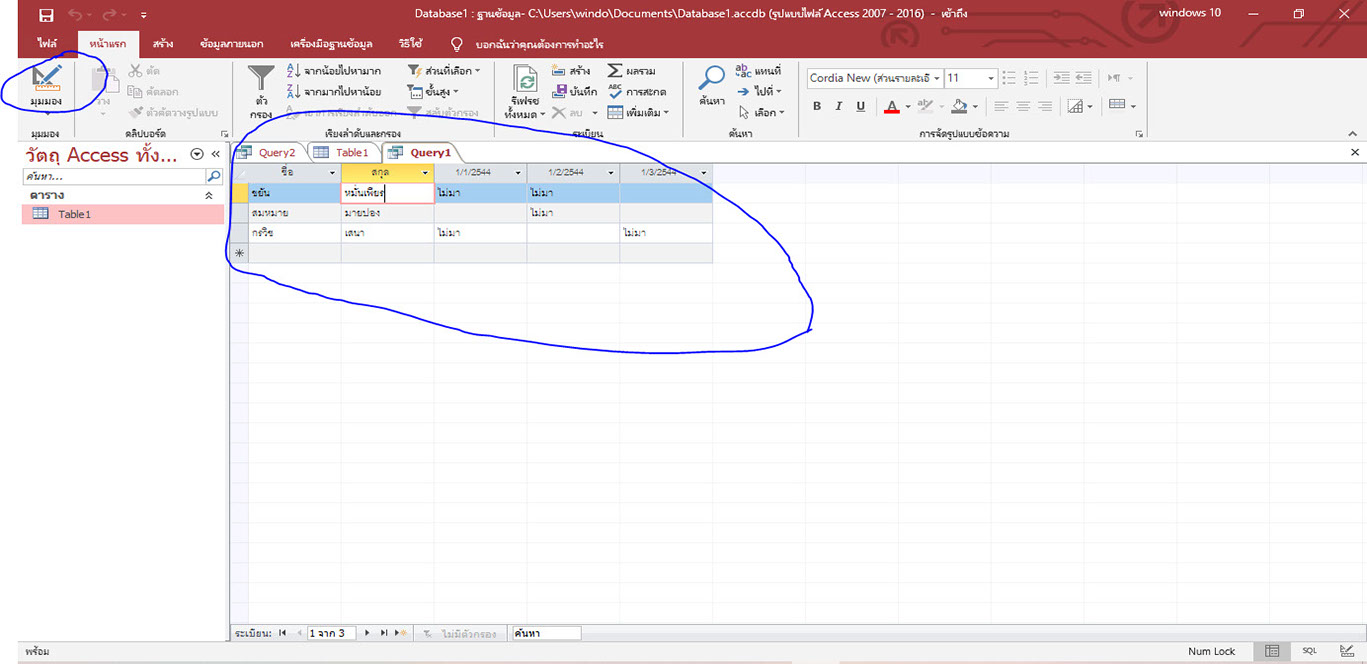 Database1 : ฐานข้อมูล- C:\Users\windo\Documents\Database1.accdb (รูปแบบไฟล์ Access 2007 - 2016) - เข้าถึง
windows 10
ไฟล์ หน้าแรก สร้าง ข้อมูลภายนอก เครื่องมือฐานข้อมูล วิธีใช้ บอกฉันว่าคุณต้องการทำอะไร
มุมมอง
มุมมอง
วาง
ตัด
คัดลอก
ตัวคัดวางรูปแบบ
คลิปบอร์ด
ตัว
กรอง
จากน้อยไปหามาก
จากมากไปหาน้อย
เอาการเรียงลำดับออก
ส่วนที่เลือก
ขั้นสูง
สลับตัวกรอง
เรียงลำดับและกรอง
รีเฟรช
ทั้งหมด
สร้าง
บันทึก
ลบ
ผลรวม
การสะกด
เพิ่มเติม
ระเบียน
ค้นหา
แทนที่
ไปที่
เลือก
ค้นหา
Cordia New (ส่วนรายละเอี 11
B I U A
การจัดรูปแบบข้อความ
วัตถุ Access ทั้ง...
ค้นหา...
ตาราง
Table1
Query2 Table1 Query1
ชื่อ สกุล 1/1/2544 1/2/2544 1/3/2544
ขยัน หมั่นเพียร ไม่มา ไม่มา
สมหมาย มายปอง ไม่มา
กรวิช เสนา ไม่มา ไม่มา
ระเบียน: 1 จาก 3 ไม่มีตัวกรอง ค้นหา
พร้อม
Num Lock SQL